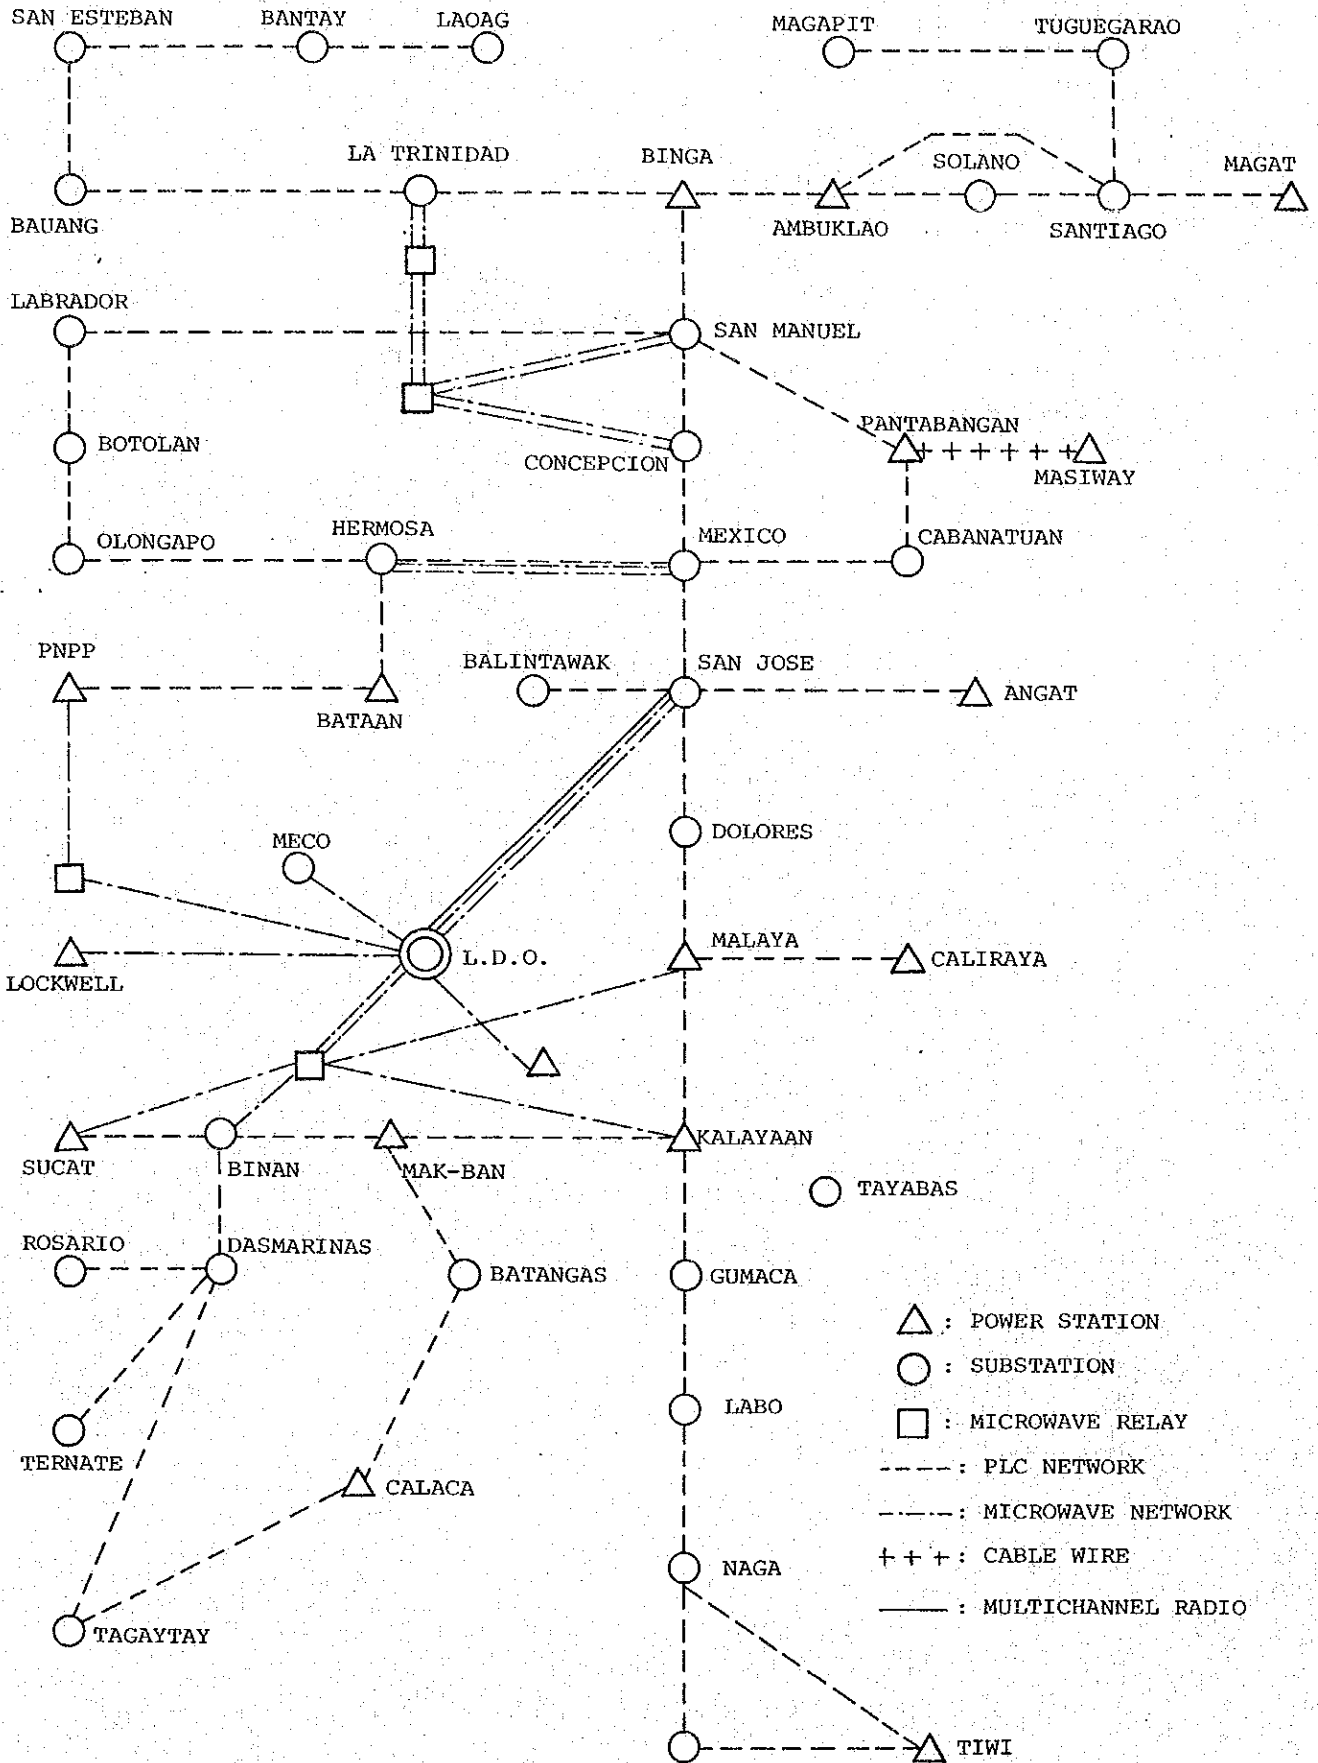 SAN ESTEBAN
BANTAY
LAOAG
MAGAPIT
TUGUEGARAO
LA TRINIDAD
BINGA
SOLANO
MAGAT
BAUANG
AMBUKLAO
SANTIAGO
LABRADOR
SAN MANUEL
PANTABANGAN
BOTOLAN
CONCEPCION
MASIWAY
HERMOSA
MEXICO
CABANATUAN
OLONGAPO
PNPP
BALINTAWAK
SAN JOSE
ANGAT
BATAAN
DOLORES
MECO
MALAYA
L.D.O.
CALIRAYA
LOCKWELL
KALAYAAN
SUCAT
BINAN
MAK-BAN
TAYABAS
ROSARIO
DASMARINAS
BATANGAS
GUMACA
: POWER STATION
: SUBSTATION
LABO
: MICROWAVE RELAY
TERNATE
: PLC NETWORK
CALACA
: MICROWAVE NETWORK
+ + + : CABLE WIRE
NAGA
: MULTICHANNEL RADIO
TAGAYTAY
TIWI